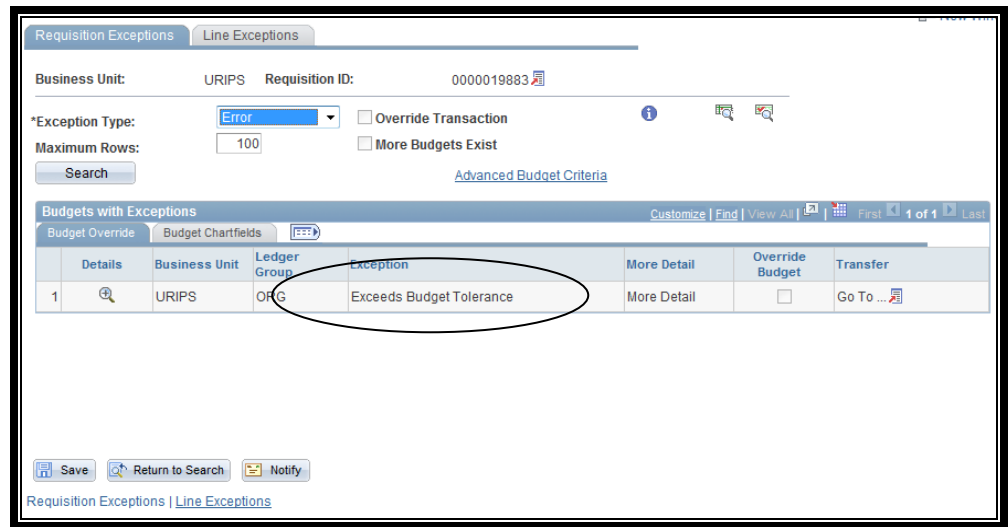 New Win
Requisition Exceptions Line Exceptions
Business Unit: URIPS Requisition ID: 0000019883
*Exception Type: Error Override Transaction
Maximum Rows: 100 More Budgets Exist
Search Advanced Budget Criteria
Budgets with Exceptions Customize | Find | View All | | First 1 of 1 Last
Budget Override Budget Chartfields
Details Business Unit Ledger Group Exception More Detail Override Budget Transfer
1 URIPS ORG Exceeds Budget Tolerance More Detail Go To ...
Save Return to Search Notify
Requisition Exceptions | Line Exceptions